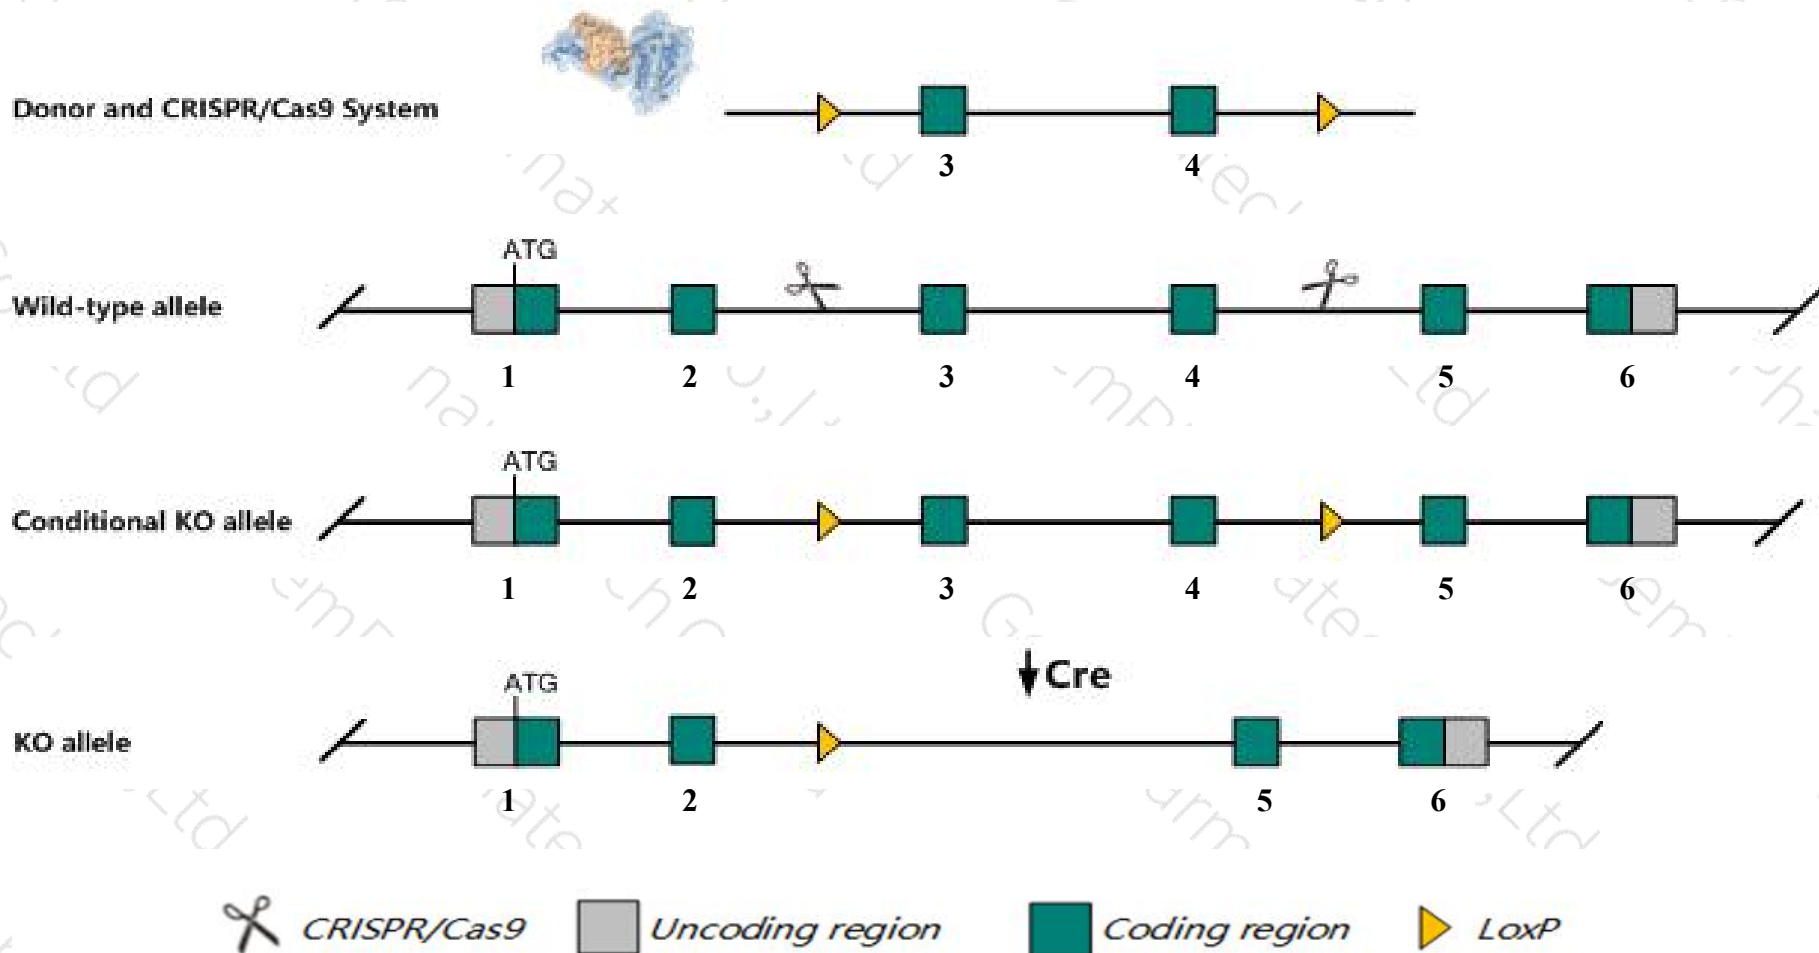 Donor and CRISPR/Cas9 System
3 4
ATG
Wild-type allele
1 2 3 4 5 6
ATG
Conditional KO allele
1 2 3 4 5 6
Cre
ATG
KO allele
1 2 5 6
CRISPR/Cas9 Uncoding region Coding region LoxP